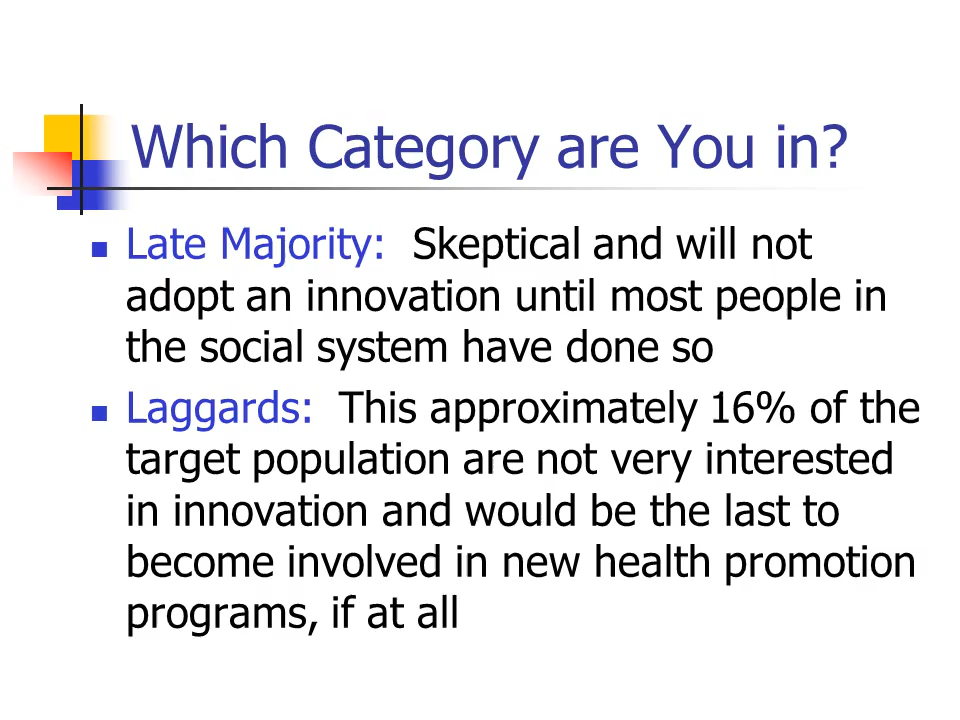 Which Category are You in?
Late Majority: Skeptical and will not
adopt an innovation until most people in
the social system have done so
Laggards: This approximately 16% of the
target population are not very interested
in innovation and would be the last to
become involved in new health promotion
programs, if at all